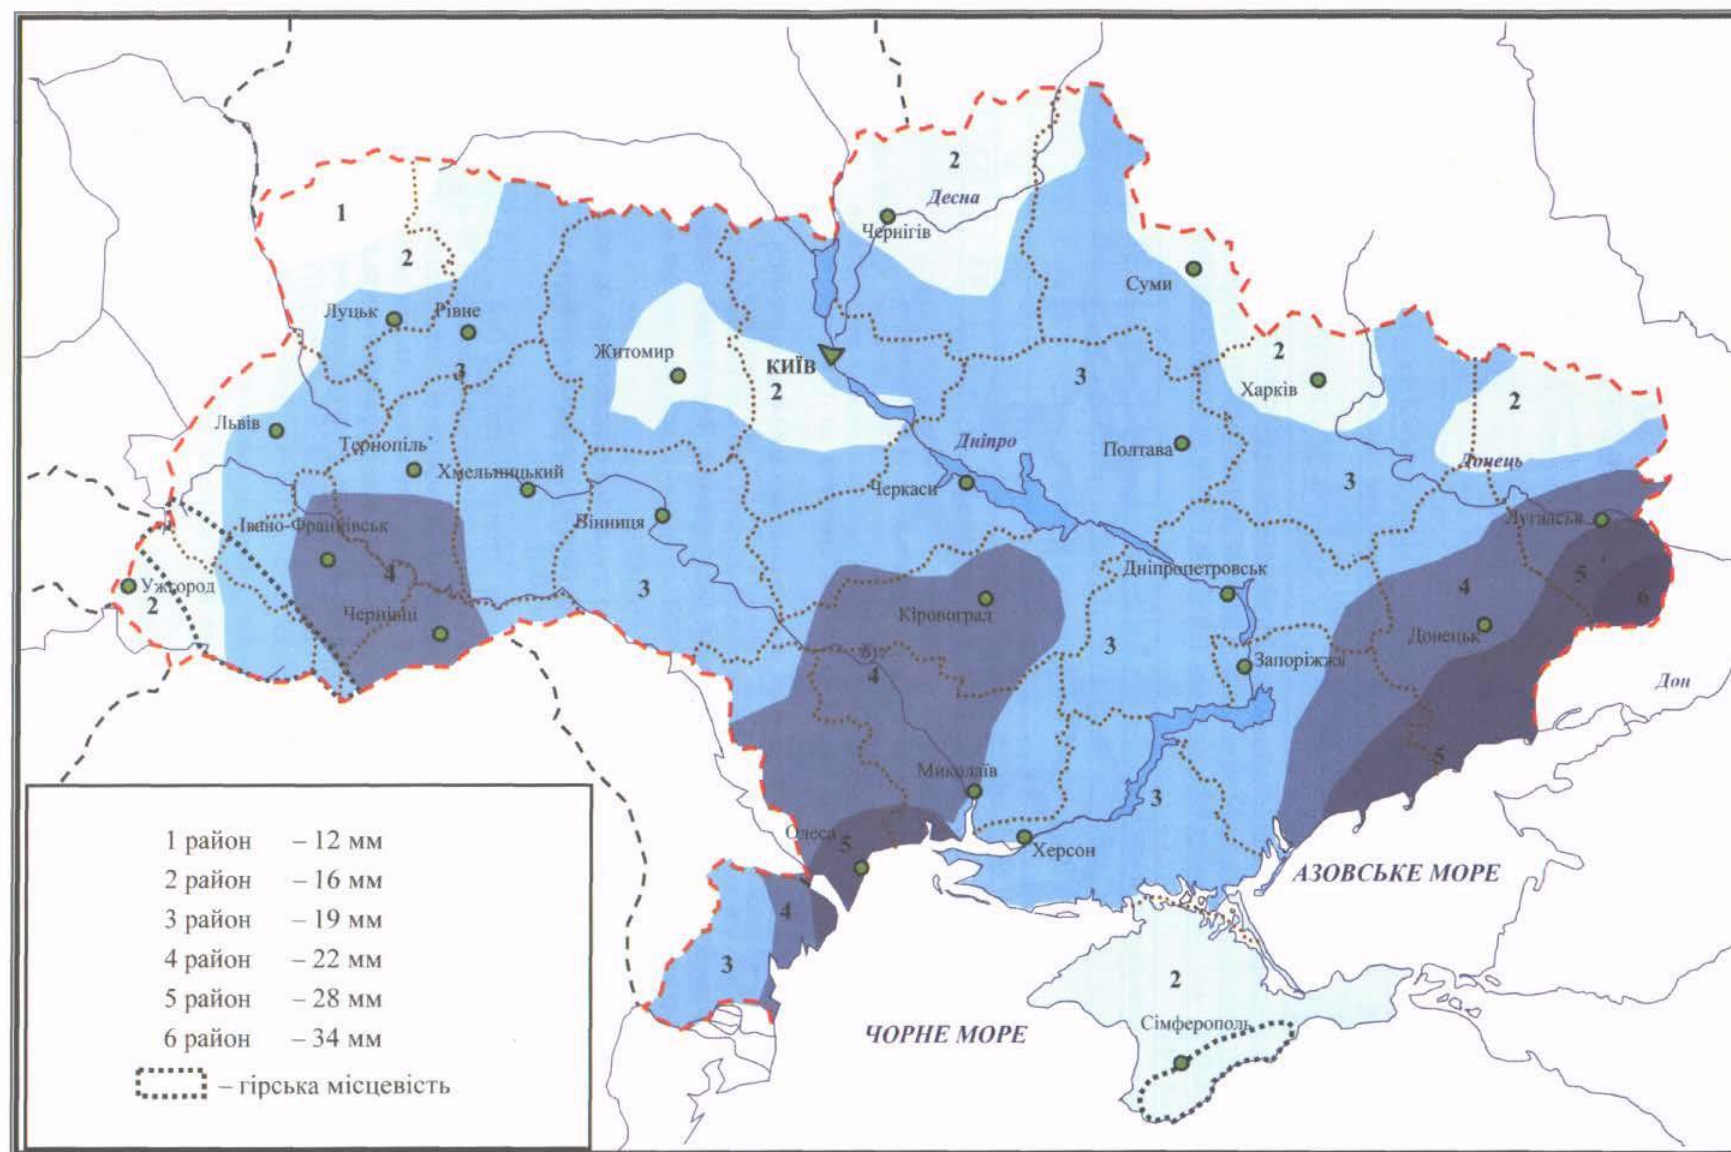 2
Десна
1
Чернігів
2
Суми
Луцьк
Рівне
Житомир
КИЇВ
2
3
3
2
Харків
2
Львів
Тернопіль
Хмельницький
Дніпро
Полтава
Донець
Черкаси
3
Івано-Франківськ
Вінниця
Луганськ
Ужгород
2
4
3
Чернівці
Кіровоград
Дніпропетровськ
4
5
6
Донецьк
Буг
4
3
Запоріжжя
Дон
5
Миколаїв
3
Одеса
5
Херсон
АЗОВСЬКЕ МОРЕ
4
3
2
Сімферополь
ЧОРНЕ МОРЕ
1 район – 12 мм
2 район – 16 мм
3 район – 19 мм
4 район – 22 мм
5 район – 28 мм
6 район – 34 мм
– гірська місцевість